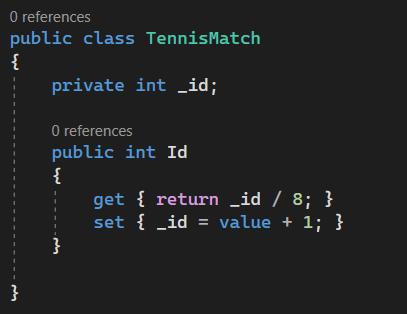 0 references
public class TennisMatch
{
private int _id;
0 references
public int Id
{
get { return _id / 8; }
set { _id = value + 1; }
}
}